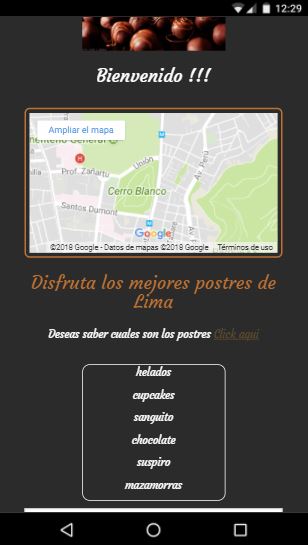 12:29
Bienvenido !!!
Ampliar el mapa
General
Unión
Av. Perú
H
Prof. Zañartu
Cerro Blanco
Santos Dumont
Google
©2018 Google - Datos de mapas ©2018 Google Términos de uso
Disfruta los mejores postres de
Lima
Deseas saber cuales son los postres Click aqui
helados
cupcakes
sanguito
chocolate
suspiro
mazamorras